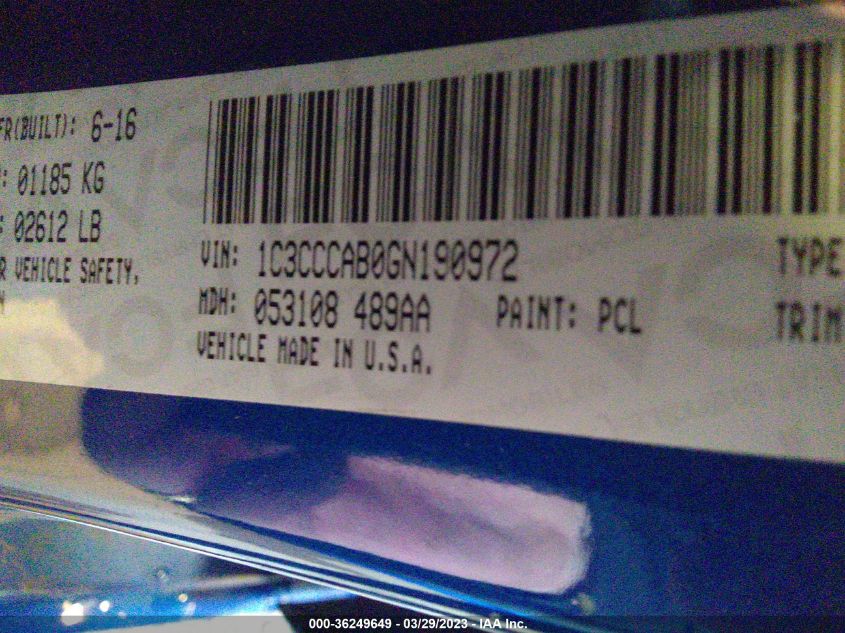 FR(BUILT): 6-16
: 01185 KG
: 02612 LB
R VEHICLE SAFETY,
N
VIN: 1C3CCCAB0GN190972
MDH: 053108 489AA
PAINT: PCL
VEHICLE MADE IN U.S.A.
TYPE
TRIM
000-36249649 - 03/29/2023 - IAA Inc.